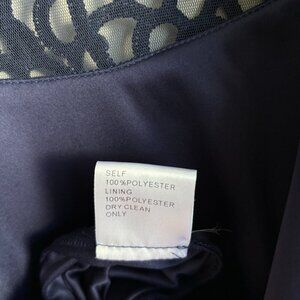 SELF
100%POLYESTER
LINING
100%POLYESTER
DRY CLEAN
ONLY